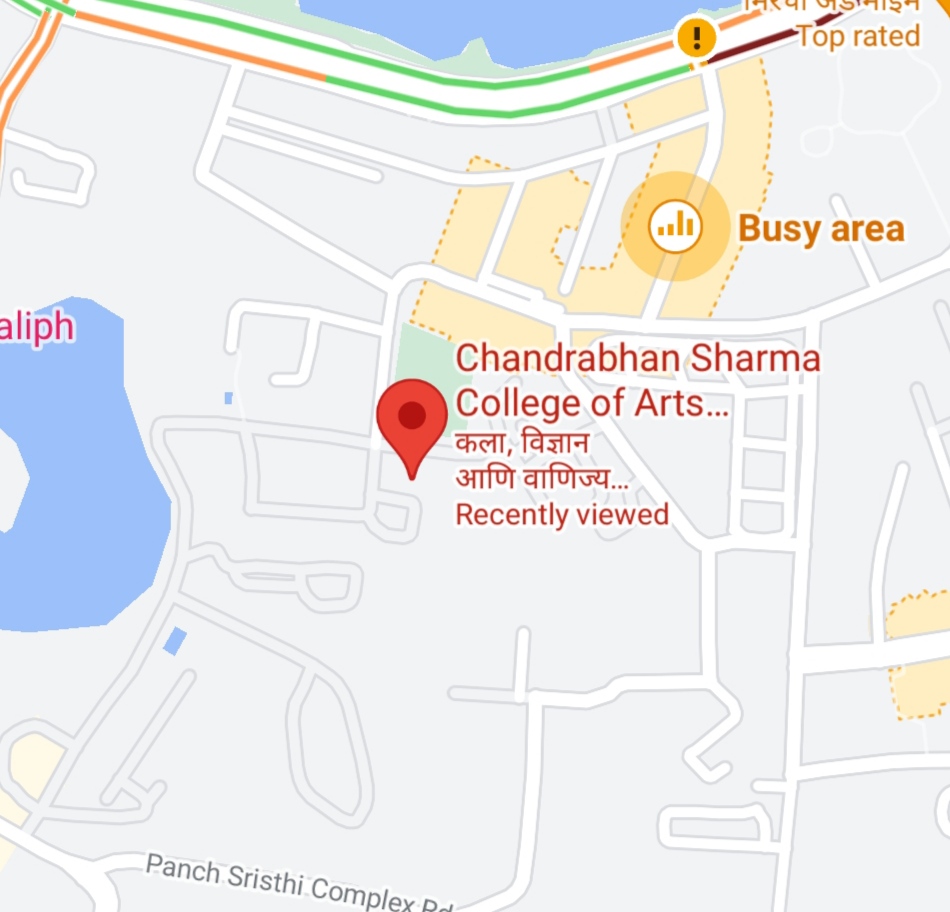 Top rated
Busy area
aliph
Chandrabhan Sharma
College of Arts...
कला, विज्ञान
आणि वाणिज्य...
Recently viewed
Panch Sristhi Complex Rd